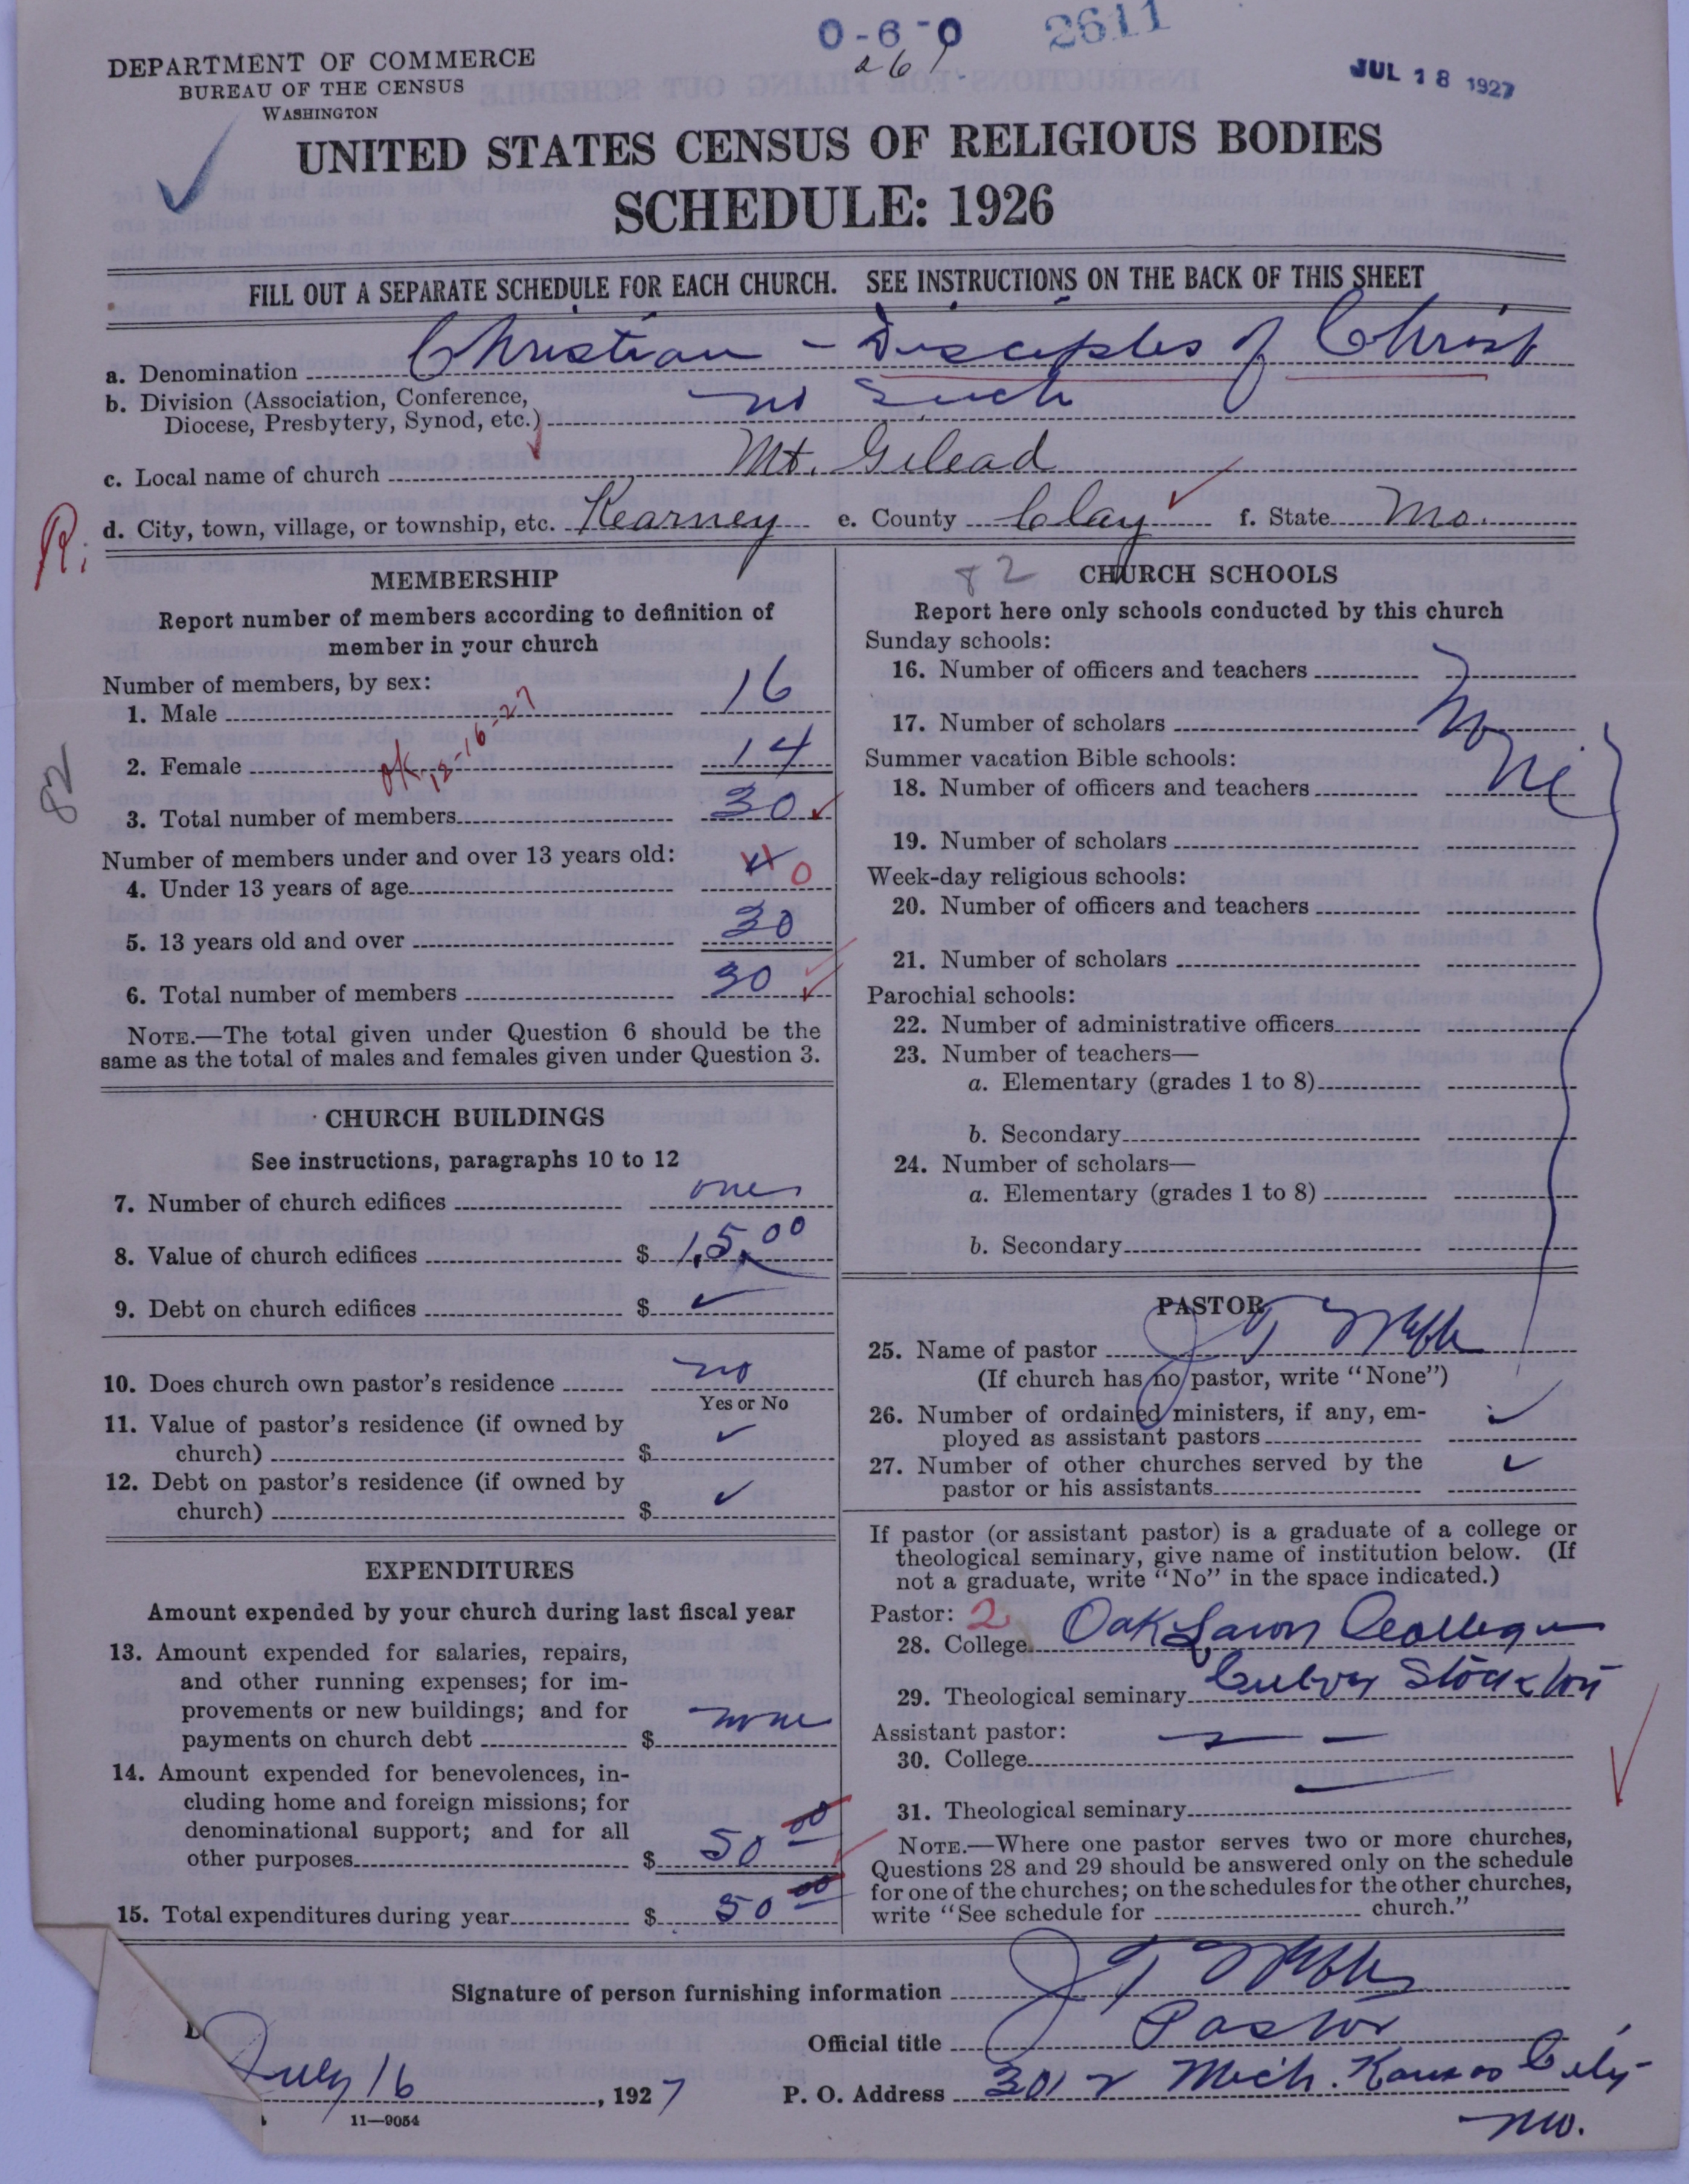 0-6-0 2611
261
JUL 18 1927
DEPARTMENT OF COMMERCE
BUREAU OF THE CENSUS
WASHINGTON
UNITED STATES CENSUS OF RELIGIOUS BODIES
SCHEDULE: 1926
FILL OUT A SEPARATE SCHEDULE FOR EACH CHURCH. SEE INSTRUCTIONS ON THE BACK OF THIS SHEET
a. Denomination Christian - Disciples of Christ
b. Division (Association, Conference,
Diocese, Presbytery, Synod, etc.) no such
c. Local name of church Mt. Gilead
d. City, town, village, or township, etc. Kearney e. County Clay f. State Mo.
R.
82
MEMBERSHIP
Report number of members according to definition of
member in your church
Number of members, by sex:
1. Male 16
2. Female 14
ok. 12-16-27
3. Total number of members 30
Number of members under and over 13 years old:
4. Under 13 years of age 0
5. 13 years old and over 30
6. Total number of members 30
NOTE.—The total given under Question 6 should be the
same as the total of males and females given under Question 3.
CHURCH BUILDINGS
See instructions, paragraphs 10 to 12
7. Number of church edifices one
8. Value of church edifices $ 1,500
9. Debt on church edifices $ ✓
10. Does church own pastor's residence no
Yes or No
11. Value of pastor's residence (if owned by
church) $ ✓
12. Debt on pastor's residence (if owned by
church) $ ✓
EXPENDITURES
Amount expended by your church during last fiscal year
13. Amount expended for salaries, repairs,
and other running expenses; for im-
provements or new buildings; and for
payments on church debt $ none
14. Amount expended for benevolences, in-
cluding home and foreign missions; for
denominational support; and for all
other purposes $ 50 00
15. Total expenditures during year $ 50 00
82 CHURCH SCHOOLS
Report here only schools conducted by this church
Sunday schools:
16. Number of officers and teachers
17. Number of scholars None
Summer vacation Bible schools:
18. Number of officers and teachers
19. Number of scholars
Week-day religious schools:
20. Number of officers and teachers
21. Number of scholars
Parochial schools:
22. Number of administrative officers
23. Number of teachers—
a. Elementary (grades 1 to 8)
b. Secondary
24. Number of scholars—
a. Elementary (grades 1 to 8)
b. Secondary
PASTOR
25. Name of pastor J T Webb
(If church has no pastor, write "None")
26. Number of ordained ministers, if any, em-
ployed as assistant pastors ✓
27. Number of other churches served by the
pastor or his assistants ✓
If pastor (or assistant pastor) is a graduate of a college or
theological seminary, give name of institution below. (If
not a graduate, write "No" in the space indicated.)
Pastor: 2
28. College Oak Lawn College
29. Theological seminary Culver Stockton
Assistant pastor:
30. College
31. Theological seminary
NOTE.—Where one pastor serves two or more churches,
Questions 28 and 29 should be answered only on the schedule
for one of the churches; on the schedules for the other churches,
write "See schedule for church."
Signature of person furnishing information J T Webb
Official title Pastor
July 16, 1927 P. O. Address 3012 Mich. Kansas City
Mo.
11—9054